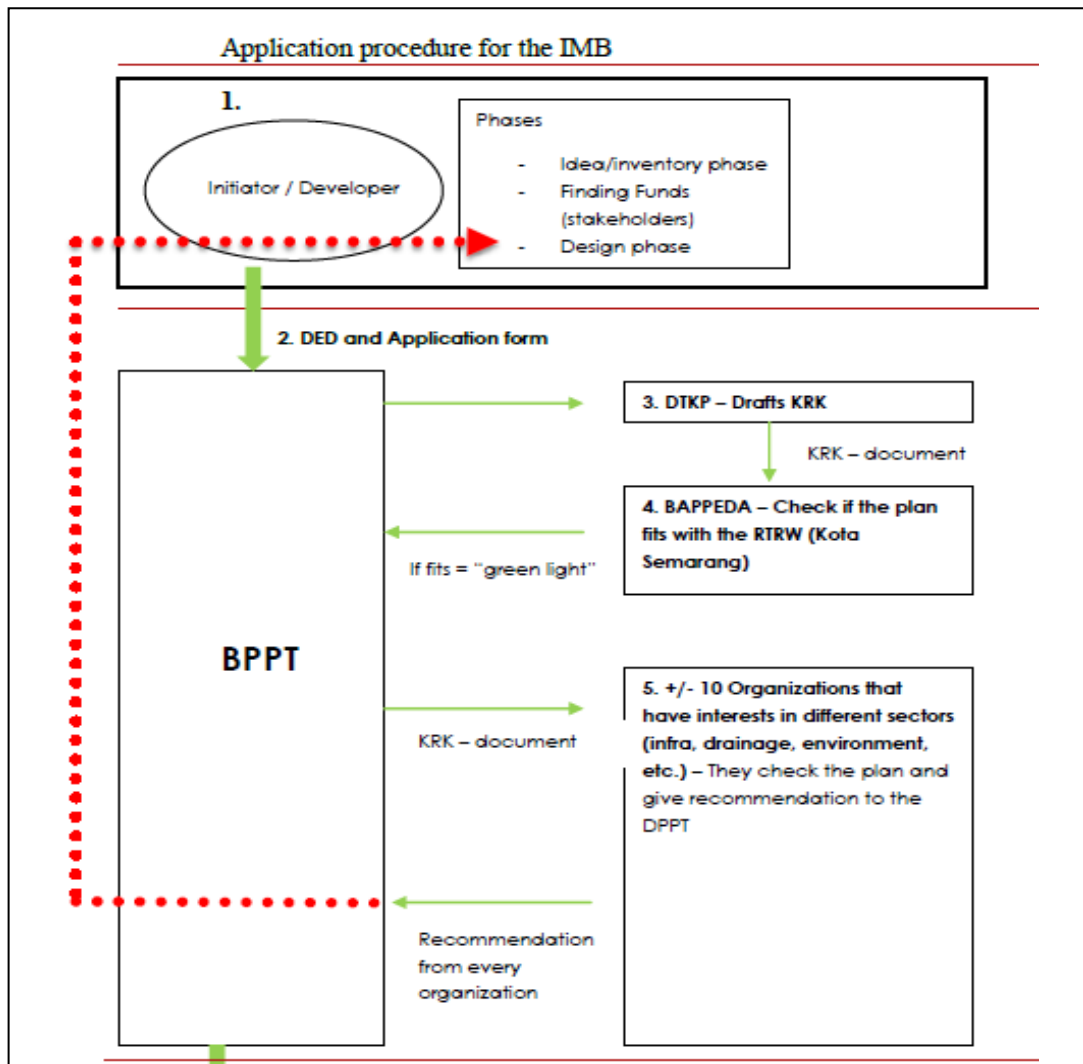 Application procedure for the IMB
1.
Initiator / Developer
Phases
- Idea/inventory phase
- Finding Funds
(stakeholders)
- Design phase
2. DED and Application form
BPPT
3. DTKP – Drafts KRK
KRK – document
4. BAPPEDA – Check if the plan
fits with the RTRW (Kota
Semarang)
If fits = “green light”
5. +/- 10 Organizations that
have interests in different sectors
(infra, drainage, environment,
etc.) – They check the plan and
give recommendation to the
DPPT
KRK – document
Recommendation
from every
organization